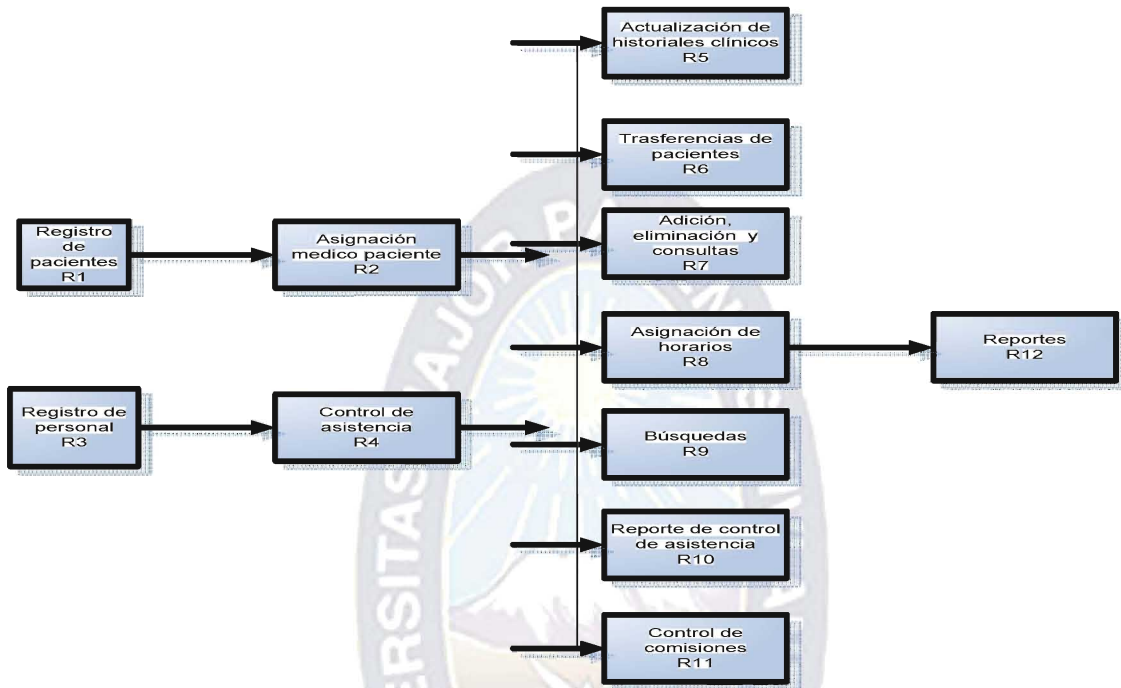 Actualización de
historiales clínicos
R5
Trasferencias de
pacientes
R6
Registro
de
pacientes
R1
Asignación
medico paciente
R2
Adición,
eliminación y
consultas
R7
Asignación de
horarios
R8
Reportes
R12
Registro de
personal
R3
Control de
asistencia
R4
Búsquedas
R9
Reporte de control
de asistencia
R10
Control de
comisiones
R11